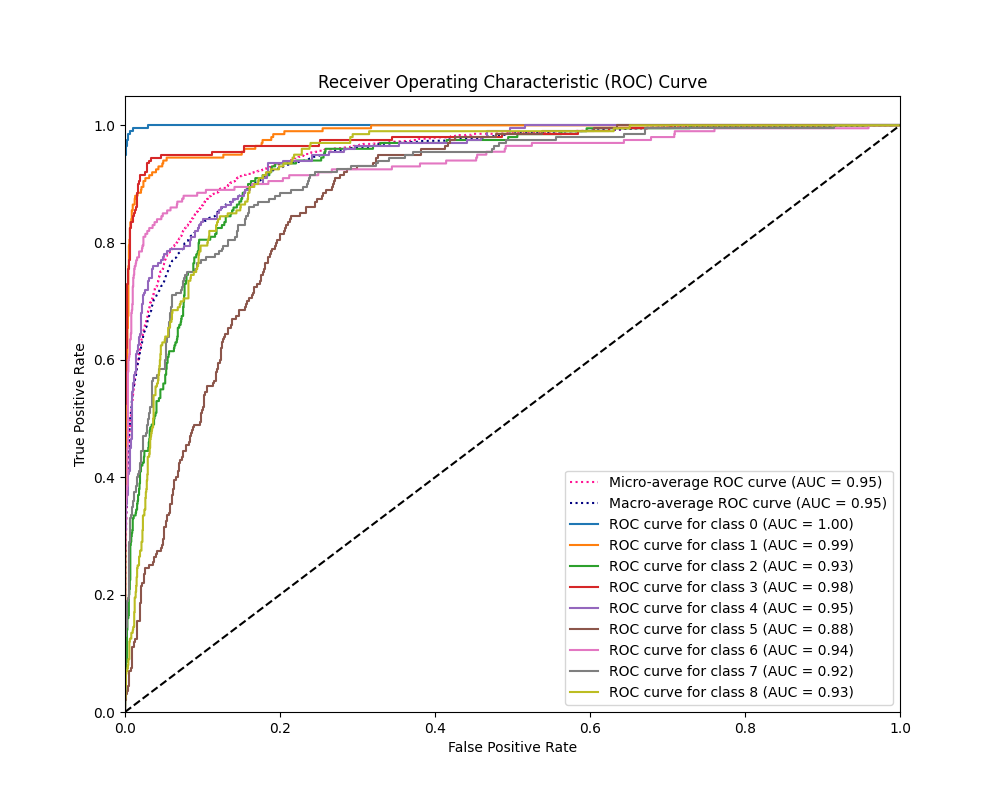 Receiver Operating Characteristic (ROC) Curve
1.0
0.8
0.6
0.4
0.2
0.0
True Positive Rate
Micro-average ROC curve (AUC = 0.95)
Macro-average ROC curve (AUC = 0.95)
ROC curve for class 0 (AUC = 1.00)
ROC curve for class 1 (AUC = 0.99)
ROC curve for class 2 (AUC = 0.93)
ROC curve for class 3 (AUC = 0.98)
ROC curve for class 4 (AUC = 0.95)
ROC curve for class 5 (AUC = 0.88)
ROC curve for class 6 (AUC = 0.94)
ROC curve for class 7 (AUC = 0.92)
ROC curve for class 8 (AUC = 0.93)
0.0 0.2 0.4 0.6 0.8 1.0
False Positive Rate